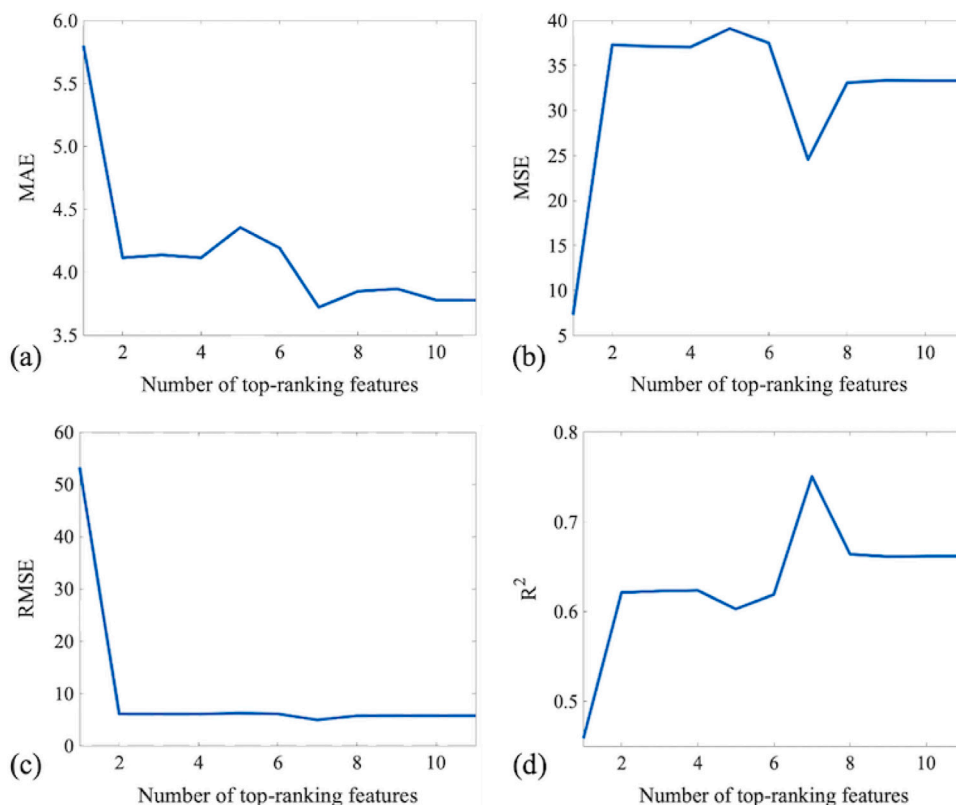 6.0
5.5
5.0
4.5
4.0
3.5
MAE
2 4 6 8 10
(a)
Number of top-ranking features
40
35
30
25
20
15
10
5
MSE
2 4 6 8 10
(b)
Number of top-ranking features
60
50
40
30
20
10
0
RMSE
2 4 6 8 10
(c)
Number of top-ranking features
0.8
0.7
0.6
0.5
R²
2 4 6 8 10
(d)
Number of top-ranking features